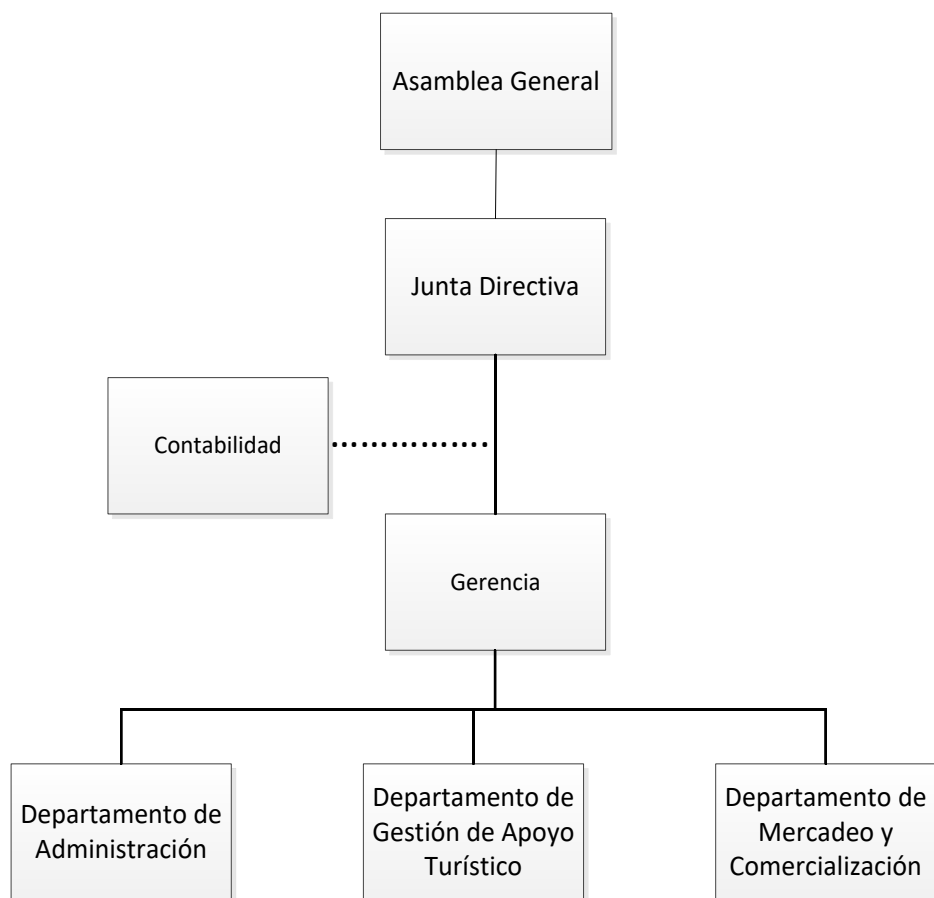 Asamblea General
Junta Directiva
Contabilidad
Gerencia
Departamento de
Administración
Departamento de
Gestión de Apoyo
Turístico
Departamento de
Mercadeo y
Comercialización